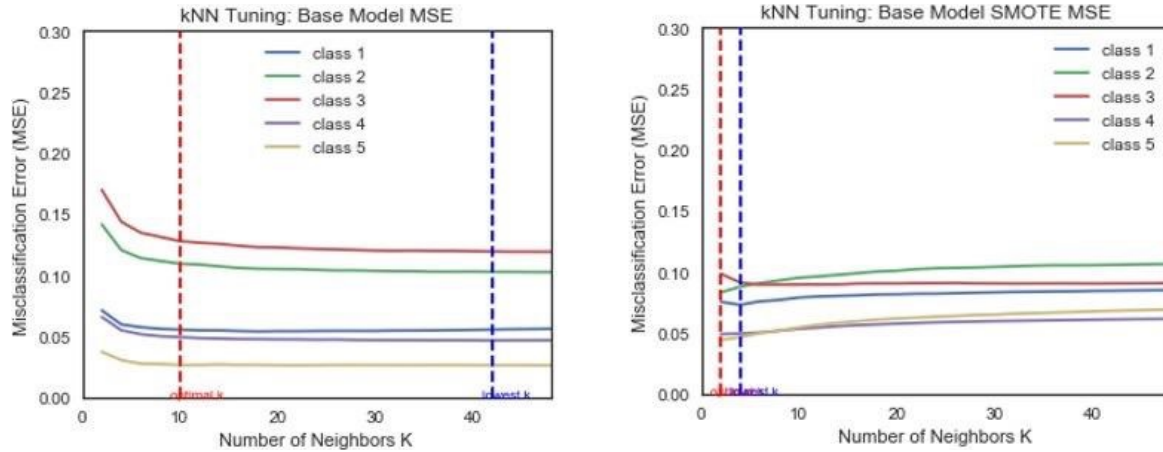 kNN Tuning: Base Model MSE
0.30
0.25
0.20
0.15
0.10
0.05
0.00
Misclassification Error (MSE)
class 1
class 2
class 3
class 4
class 5
optimal k
lowest k
0 10 20 30 40
Number of Neighbors K
kNN Tuning: Base Model SMOTE MSE
0.30
0.25
0.20
0.15
0.10
0.05
0.00
Misclassification Error (MSE)
class 1
class 2
class 3
class 4
class 5
lowest k
0 10 20 30 40
Number of Neighbors K